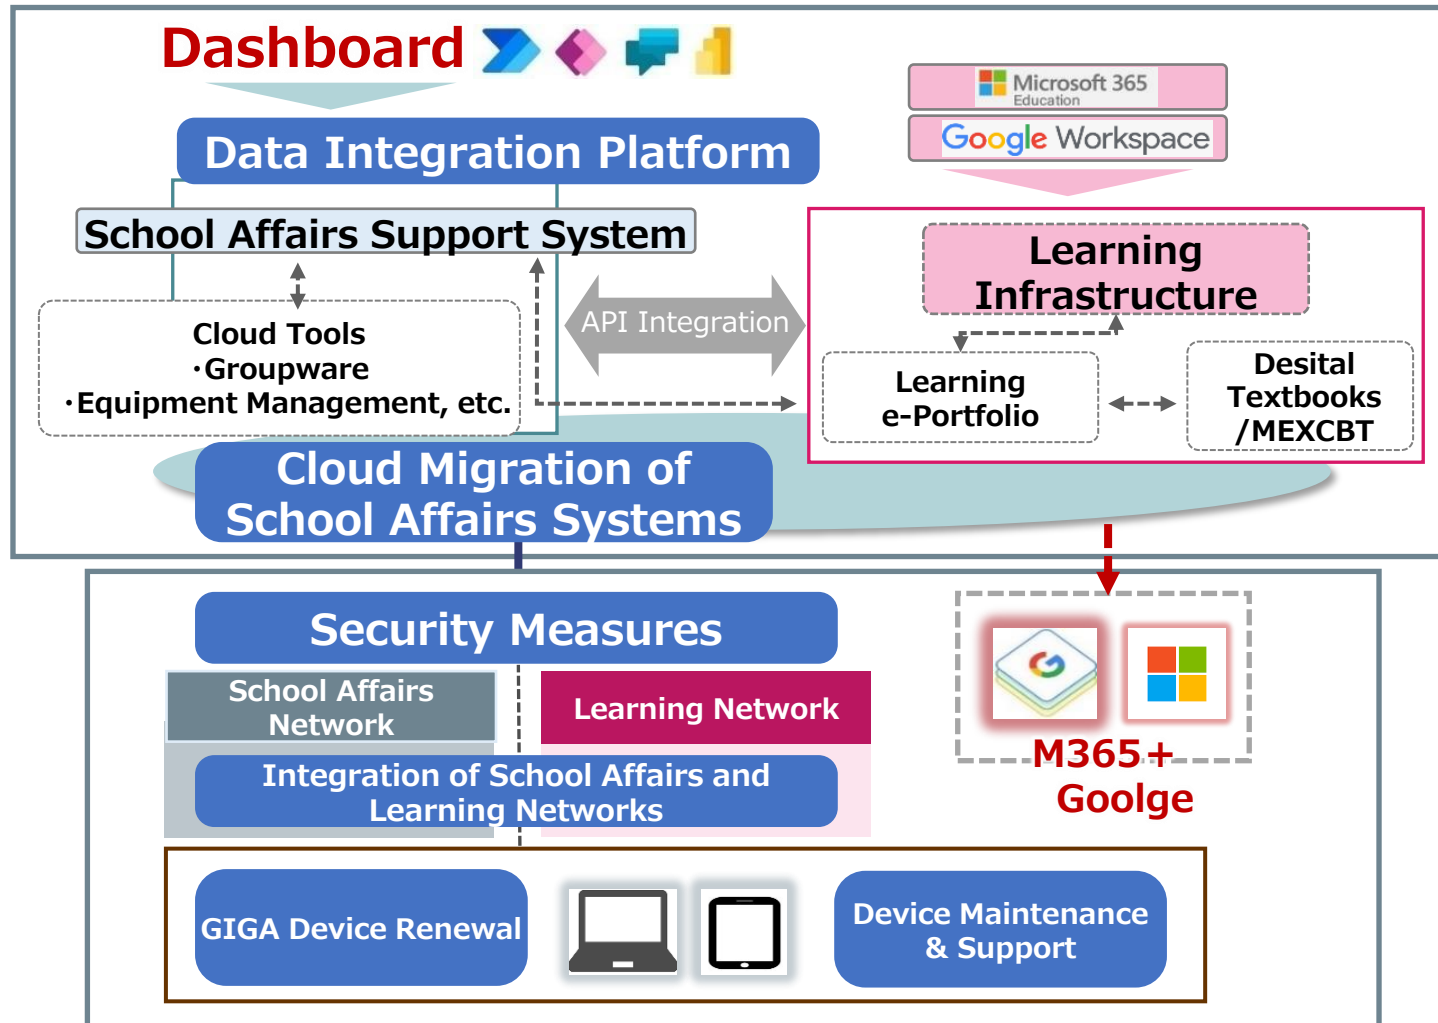 Dashboard
Microsoft 365
Education
Google Workspace
Data Integration Platform
School Affairs Support System
Learning
Infrastructure
API Integration
Cloud Tools
・Groupware
・Equipment Management, etc.
Learning
e-Portfolio
Desital
Textbooks
/MEXCBT
Cloud Migration of
School Affairs Systems
Security Measures
School Affairs
Network
Learning Network
Integration of School Affairs and
Learning Networks
M365+
Goolge
GIGA Device Renewal
Device Maintenance
& Support